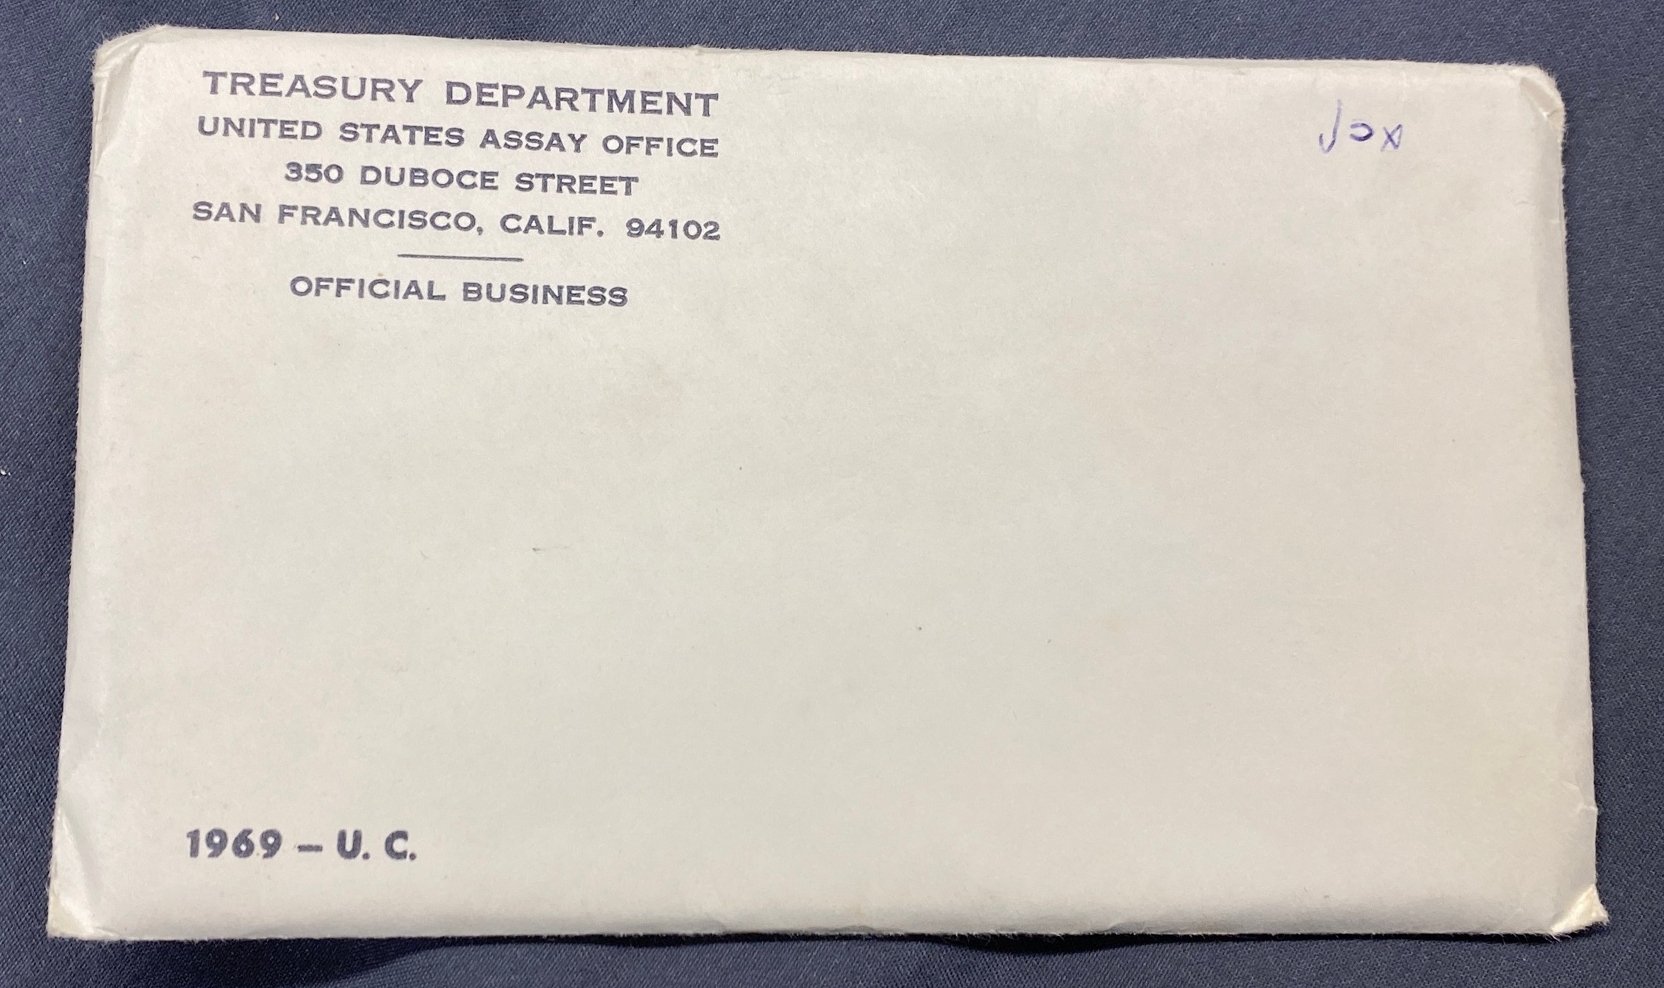 TREASURY DEPARTMENT
UNITED STATES ASSAY OFFICE
350 DUBOCE STREET
SAN FRANCISCO, CALIF. 94102
OFFICIAL BUSINESS
1969 — U. C.